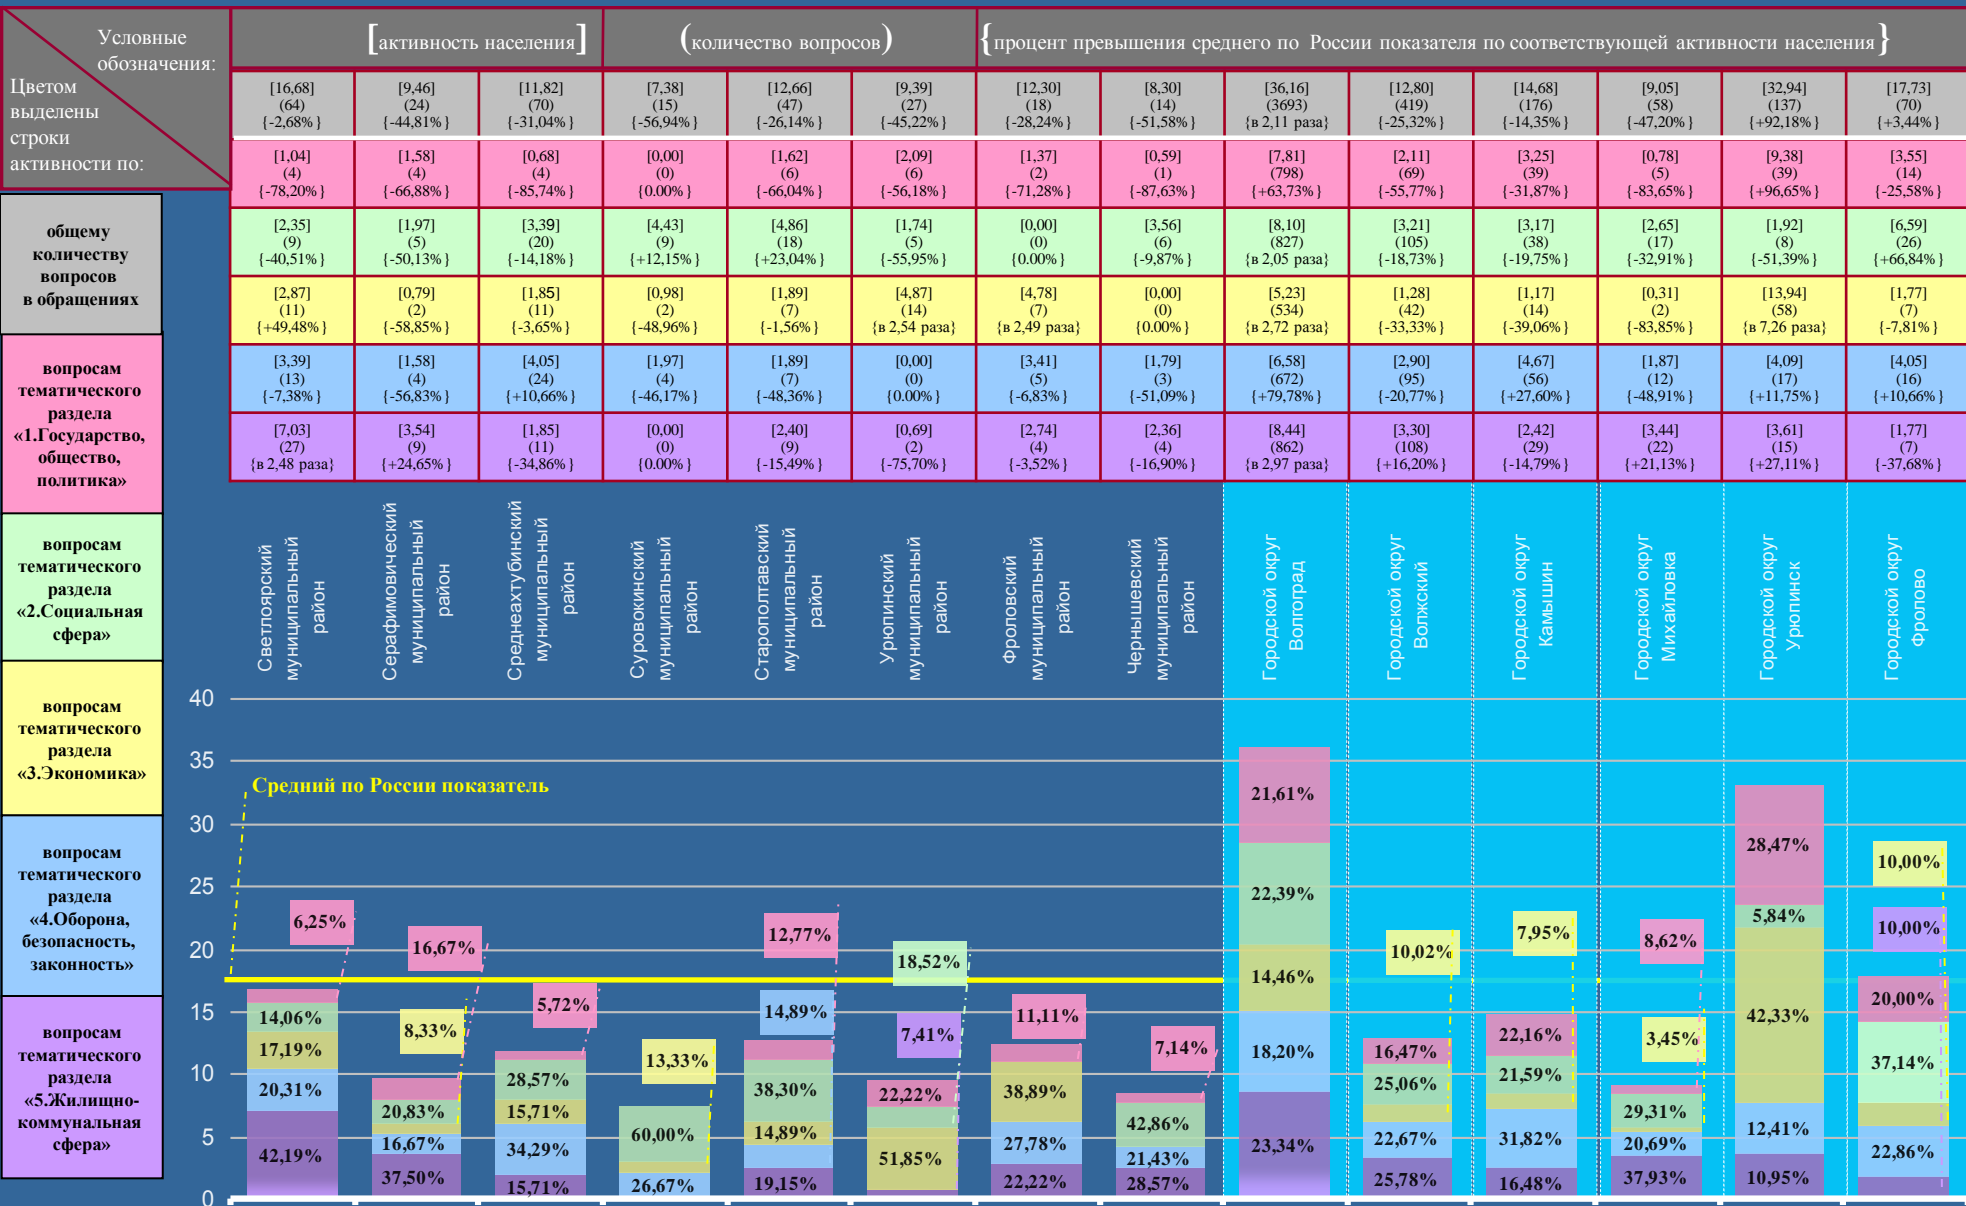 Условные
обозначения:
Цветом
выделены
строки
активности по:
[активность населения]
(количество вопросов)
{процент превышения среднего по России показателя по соответствующей активности населения}
[16,68] [9,46] [11,82] [7,38] [12,66] [9,39] [12,30] [8,30] [36,16] [12,80] [14,68] [9,05] [32,94] [17,73]
(64) (24) (70) (15) (47) (27) (18) (14) (3693) (419) (176) (58) (137) (70)
{-2,68%} {-44,81%} {-31,04%} {-56,94%} {-26,14%} {-45,22%} {-28,24%} {-51,58%} {в 2,11 раза} {-25,32%} {-14,35%} {-47,20%} {+92,18%} {+3,44%}
[1,04] [1,58] [0,68] [0,00] [1,62] [2,09] [1,37] [0,59] [7,81] [2,11] [3,25] [0,78] [9,38] [3,55]
(4) (4) (4) (0) (6) (6) (2) (1) (798) (69) (39) (5) (39) (14)
{-78,20%} {-66,88%} {-85,74%} {0.00%} {-66,04%} {-56,18%} {-71,28%} {-87,63%} {+63,73%} {-55,77%} {-31,87%} {-83,65%} {+96,65%} {-25,58%}
[2,35] [1,97] [3,39] [4,43] [4,86] [1,74] [0,00] [3,56] [8,10] [3,21] [3,17] [2,65] [1,92] [6,59]
(9) (5) (20) (9) (18) (5) (0) (6) (827) (105) (38) (17) (8) (26)
{-40,51%} {-50,13%} {-14,18%} {+12,15%} {+23,04%} {-55,95%} {0.00%} {-9,87%} {в 2,05 раза} {-18,73%} {-19,75%} {-32,91%} {-51,39%} {+66,84%}
[2,87] [0,79] [1,85] [0,98] [1,89] [4,87] [4,78] [0,00] [5,23] [1,28] [1,17] [0,31] [13,94] [1,77]
(11) (2) (11) (2) (7) (14) (7) (0) (534) (42) (14) (2) (58) (7)
{+49,48%} {-58,85%} {-3,65%} {-48,96%} {-1,56%} {в 2,54 раза} {в 2,49 раза} {0.00%} {в 2,72 раза} {-33,33%} {-39,06%} {-83,85%} {в 7,26 раза} {-7,81%}
[3,39] [1,58] [4,05] [1,97] [1,89] [0,00] [3,41] [1,79] [6,58] [2,90] [4,67] [1,87] [4,09] [4,05]
(13) (4) (24) (4) (7) (0) (5) (3) (672) (95) (56) (12) (17) (16)
{-7,38%} {-56,83%} {+10,66%} {-46,17%} {-48,36%} {0.00%} {-6,83%} {-51,09%} {+79,78%} {-20,77%} {+27,60%} {-48,91%} {+11,75%} {+10,66%}
[7,03] [3,54] [1,85] [0,00] [2,40] [0,69] [2,74] [2,36] [8,44] [3,30] [2,42] [3,44] [3,61] [1,77]
(27) (9) (11) (0) (9) (2) (4) (4) (862) (108) (29) (22) (15) (7)
{в 2,48 раза} {+24,65%} {-34,86%} {0.00%} {-15,49%} {-75,70%} {-3,52%} {-16,90%} {в 2,97 раза} {+16,20%} {-14,79%} {+21,13%} {+27,11%} {-37,68%}
общему
количеству
вопросов
в обращениях
вопросам
тематического
раздела
«1.Государство,
общество,
политика»
вопросам
тематического
раздела
«2.Социальная
сфера»
вопросам
тематического
раздела
«3.Экономика»
вопросам
тематического
раздела
«4.Оборона,
безопасность,
законность»
вопросам
тематического
раздела
«5.Жилищно-
коммунальная
сфера»
Светлоярский
муниципальный
район
Серафимовический
муниципальный
район
Среднеахтубинский
муниципальный
район
Суровокинский
муниципальный
район
Старополтавский
муниципальный
район
Урюпинский
муниципальный
район
Фроловский
муниципальный
район
Чернышевский
муниципальный
район
Городской округ
Волгоград
Городской округ
Волжский
Городской округ
Камышин
Городской округ
Михайловка
Городской округ
Урюпинск
Городской округ
Фролово
40
35
30
25
20
15
10
5
0
Средний по России показатель
6,25%
14,06%
17,19%
20,31%
42,19%
16,67%
8,33%
20,83%
16,67%
37,50%
5,72%
28,57%
15,71%
34,29%
15,71%
13,33%
60,00%
26,67%
12,77%
14,89%
38,30%
14,89%
19,15%
18,52%
7,41%
22,22%
51,85%
11,11%
38,89%
27,78%
22,22%
7,14%
42,86%
21,43%
28,57%
21,61%
22,39%
14,46%
18,20%
23,34%
10,02%
16,47%
25,06%
22,67%
25,78%
7,95%
22,16%
21,59%
31,82%
16,48%
8,62%
3,45%
29,31%
20,69%
37,93%
28,47%
5,84%
42,33%
12,41%
10,95%
10,00%
10,00%
20,00%
37,14%
22,86%